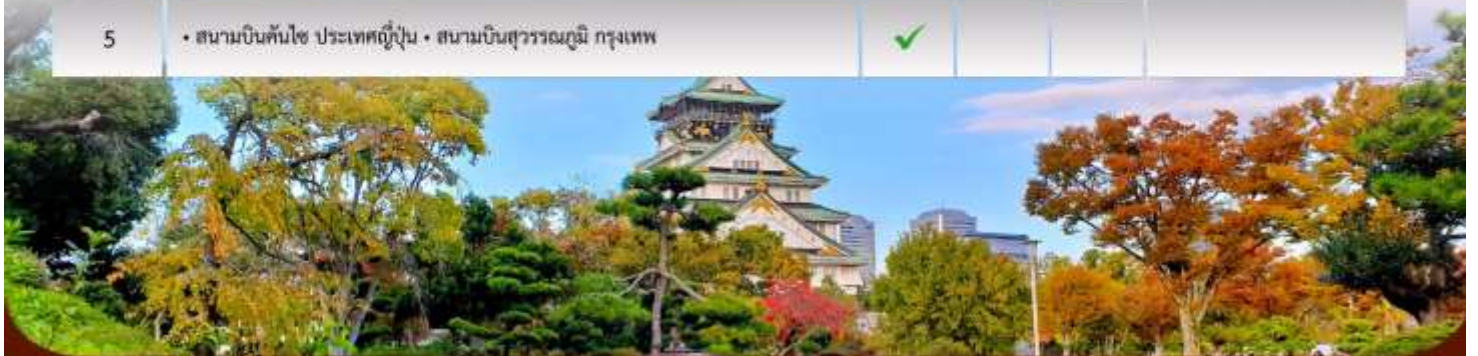 5 • สนามบินคันไซ ประเทศญี่ปุ่น • สนามบินสุวรรณภูมิ กรุงเทพ ✓